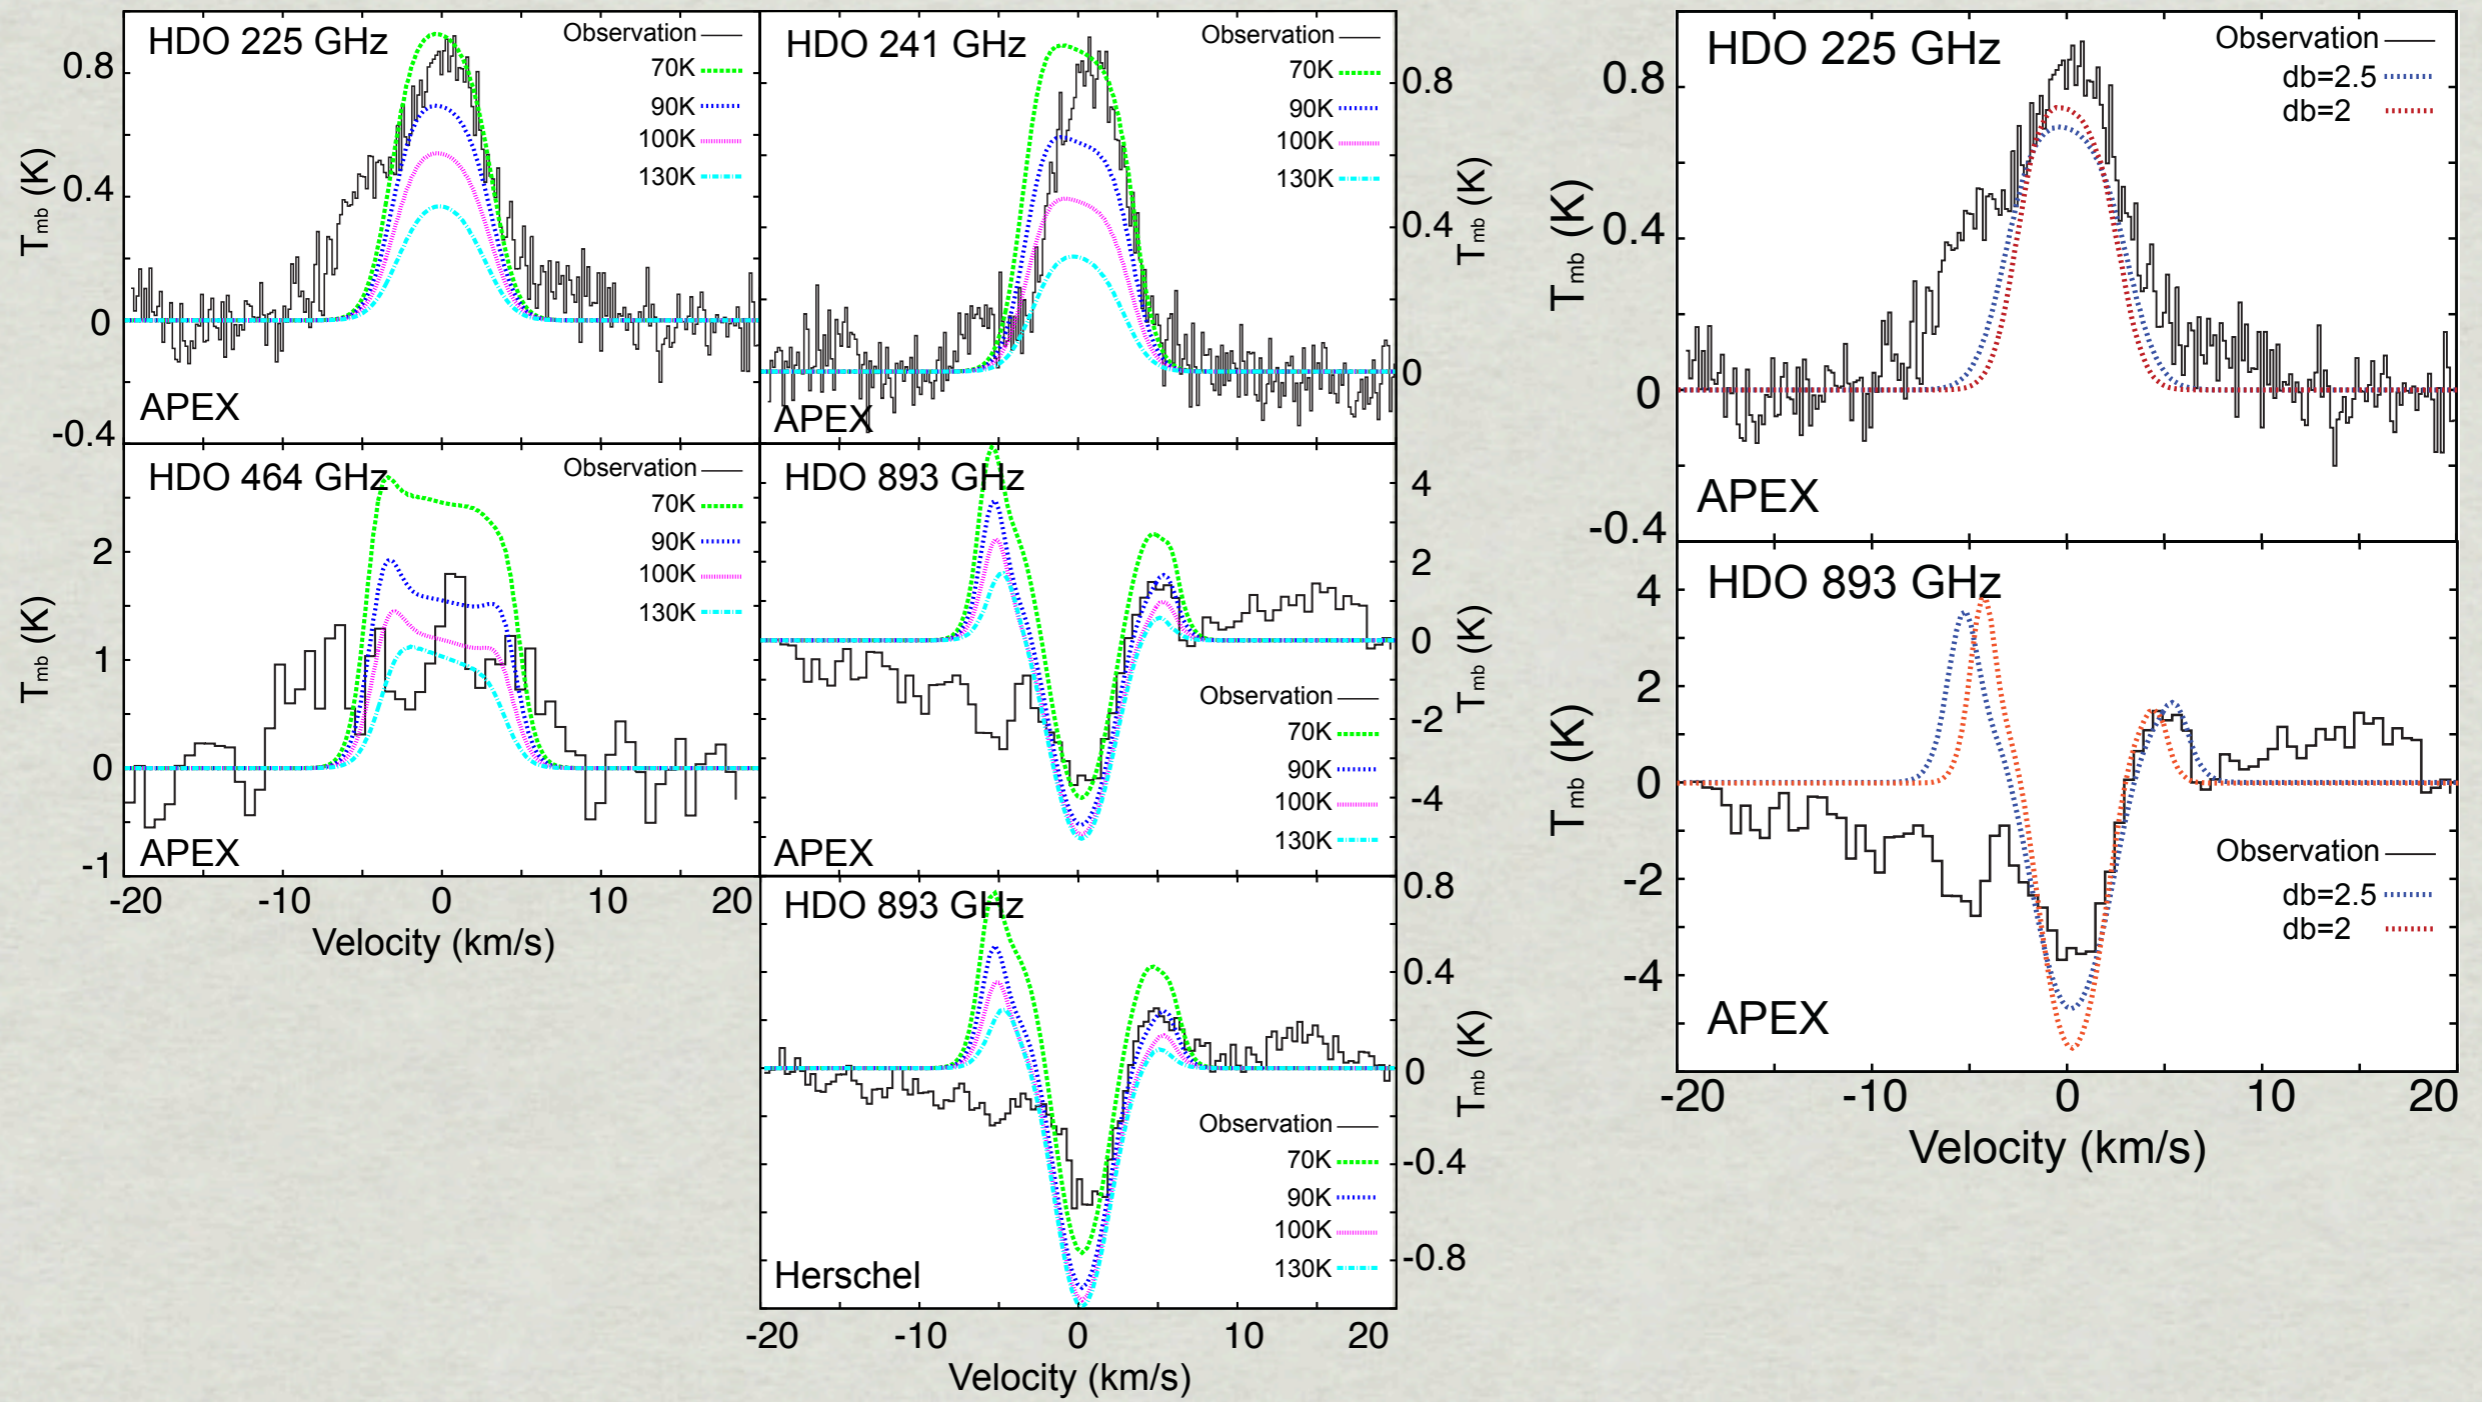 HDO 225 GHz
Observation
70K
90K
100K
130K
0.8
0.4
0
-0.4
Tmb (K)
APEX
HDO 241 GHz
Observation
70K
90K
100K
130K
0.8
0.4
0
Tmb (K)
APEX
HDO 464 GHz
Observation
70K
90K
100K
130K
2
1
0
-1
Tmb (K)
APEX
-20 -10 0 10 20
Velocity (km/s)
HDO 893 GHz
4
2
0
-2
-4
Tmb (K)
Observation
70K
90K
100K
130K
APEX
HDO 893 GHz
0.8
0.4
0
-0.4
-0.8
Tmb (K)
Observation
70K
90K
100K
130K
Herschel
-20 -10 0 10 20
Velocity (km/s)
HDO 225 GHz
Observation
db=2.5
db=2
0.8
0.4
0
-0.4
Tmb (K)
APEX
HDO 893 GHz
4
2
0
-2
-4
Tmb (K)
Observation
db=2.5
db=2
APEX
-20 -10 0 10 20
Velocity (km/s)